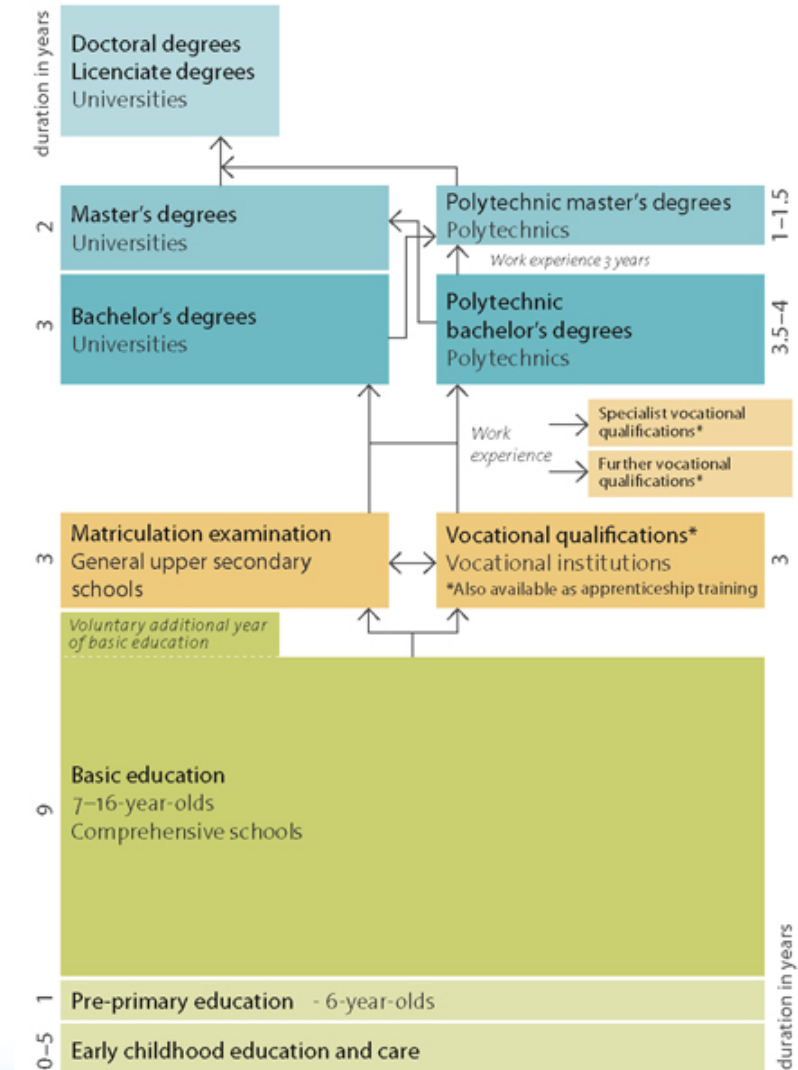 duration in years
Doctoral degrees
Licenciate degrees
Universities
2
Master's degrees
Universities
Polytechnic master's degrees
Polytechnics
1–1.5
Work experience 3 years
3
Bachelor's degrees
Universities
Polytechnic
bachelor's degrees
Polytechnics
3.5–4
Work
experience
Specialist vocational
qualifications*
Further vocational
qualifications*
3
Matriculation examination
General upper secondary
schools
Vocational qualifications*
Vocational institutions
*Also available as apprenticeship training
3
Voluntary additional year
of basic education
9
Basic education
7–16-year-olds
Comprehensive schools
1
Pre-primary education - 6-year-olds
0–5
Early childhood education and care
duration in years